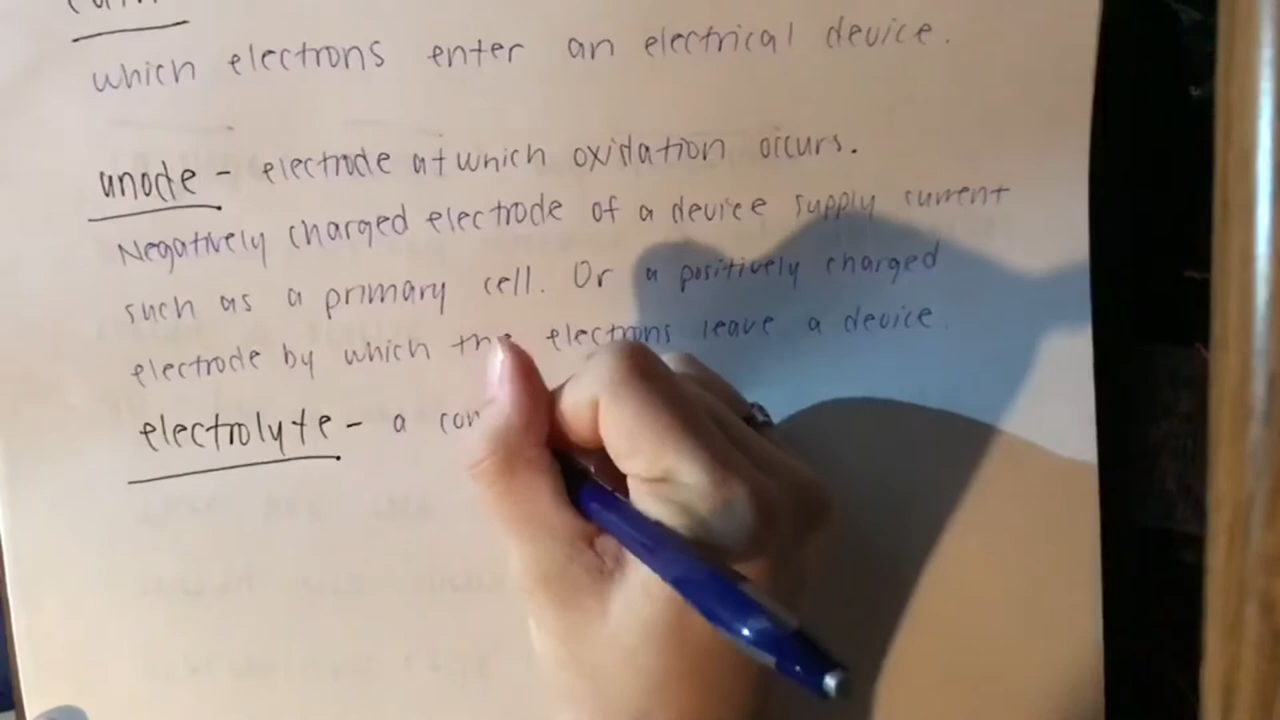 which electrons enter an electrical device.
anode - electrode at which oxidation occurs.
Negatively charged electrode of a device supply current
such as a primary cell. Or a positively charged
electrode by which the electrons leave a device.
electrolyte - a con